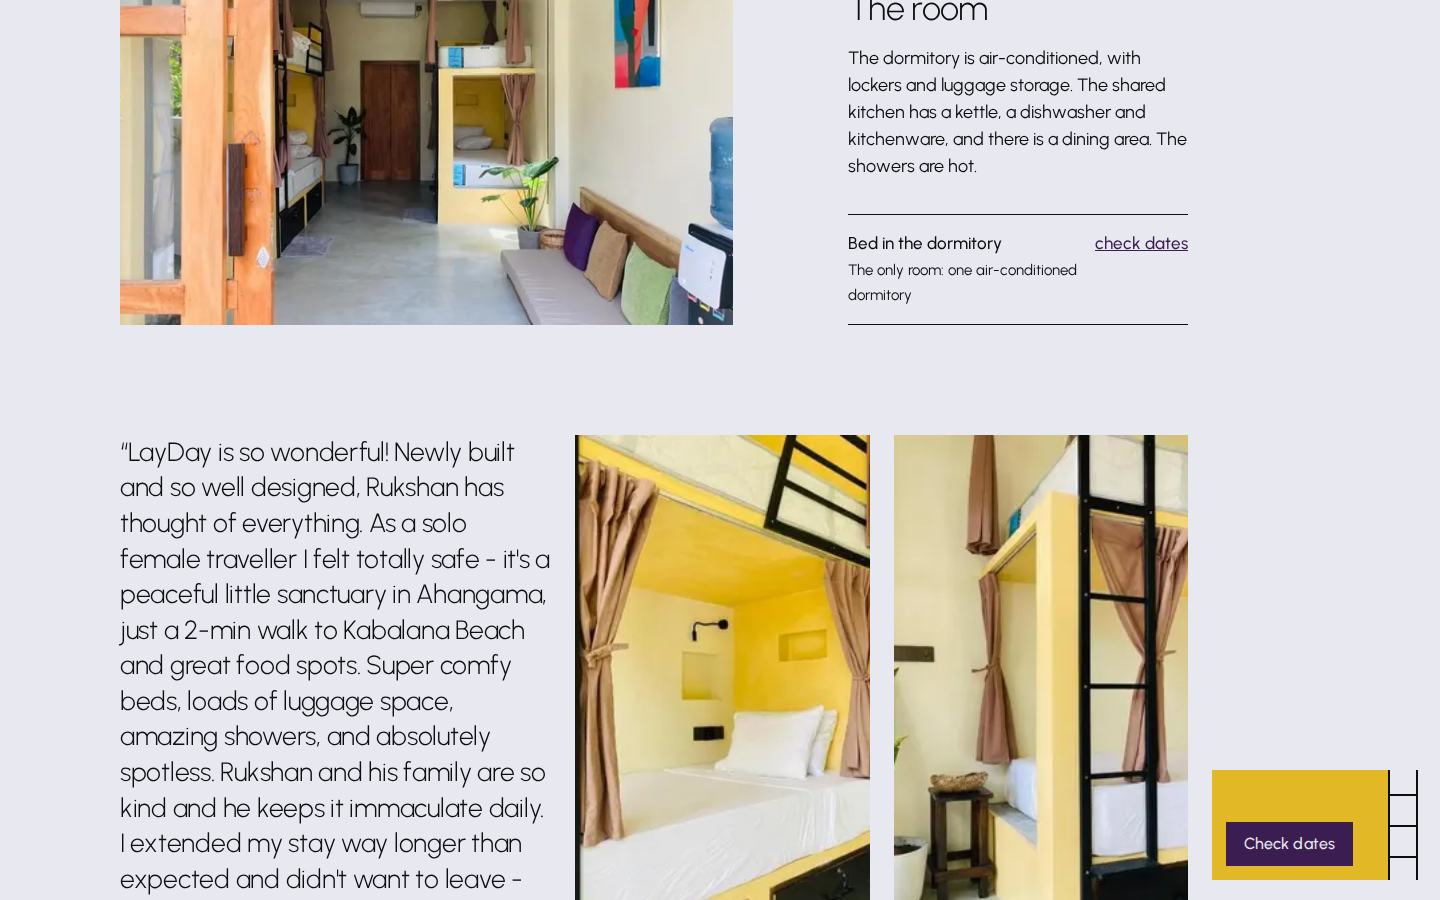 The room
The dormitory is air-conditioned, with
lockers and luggage storage. The shared
kitchen has a kettle, a dishwasher and
kitchenware, and there is a dining area. The
showers are hot.
Bed in the dormitory
check dates
The only room: one air-conditioned
dormitory
“LayDay is so wonderful! Newly built
and so well designed, Rukshan has
thought of everything. As a solo
female traveller I felt totally safe - it's a
peaceful little sanctuary in Ahangama,
just a 2-min walk to Kabalana Beach
and great food spots. Super comfy
beds, loads of luggage space,
amazing showers, and absolutely
spotless. Rukshan and his family are so
kind and he keeps it immaculate daily.
I extended my stay way longer than
expected and didn't want to leave -
Check dates